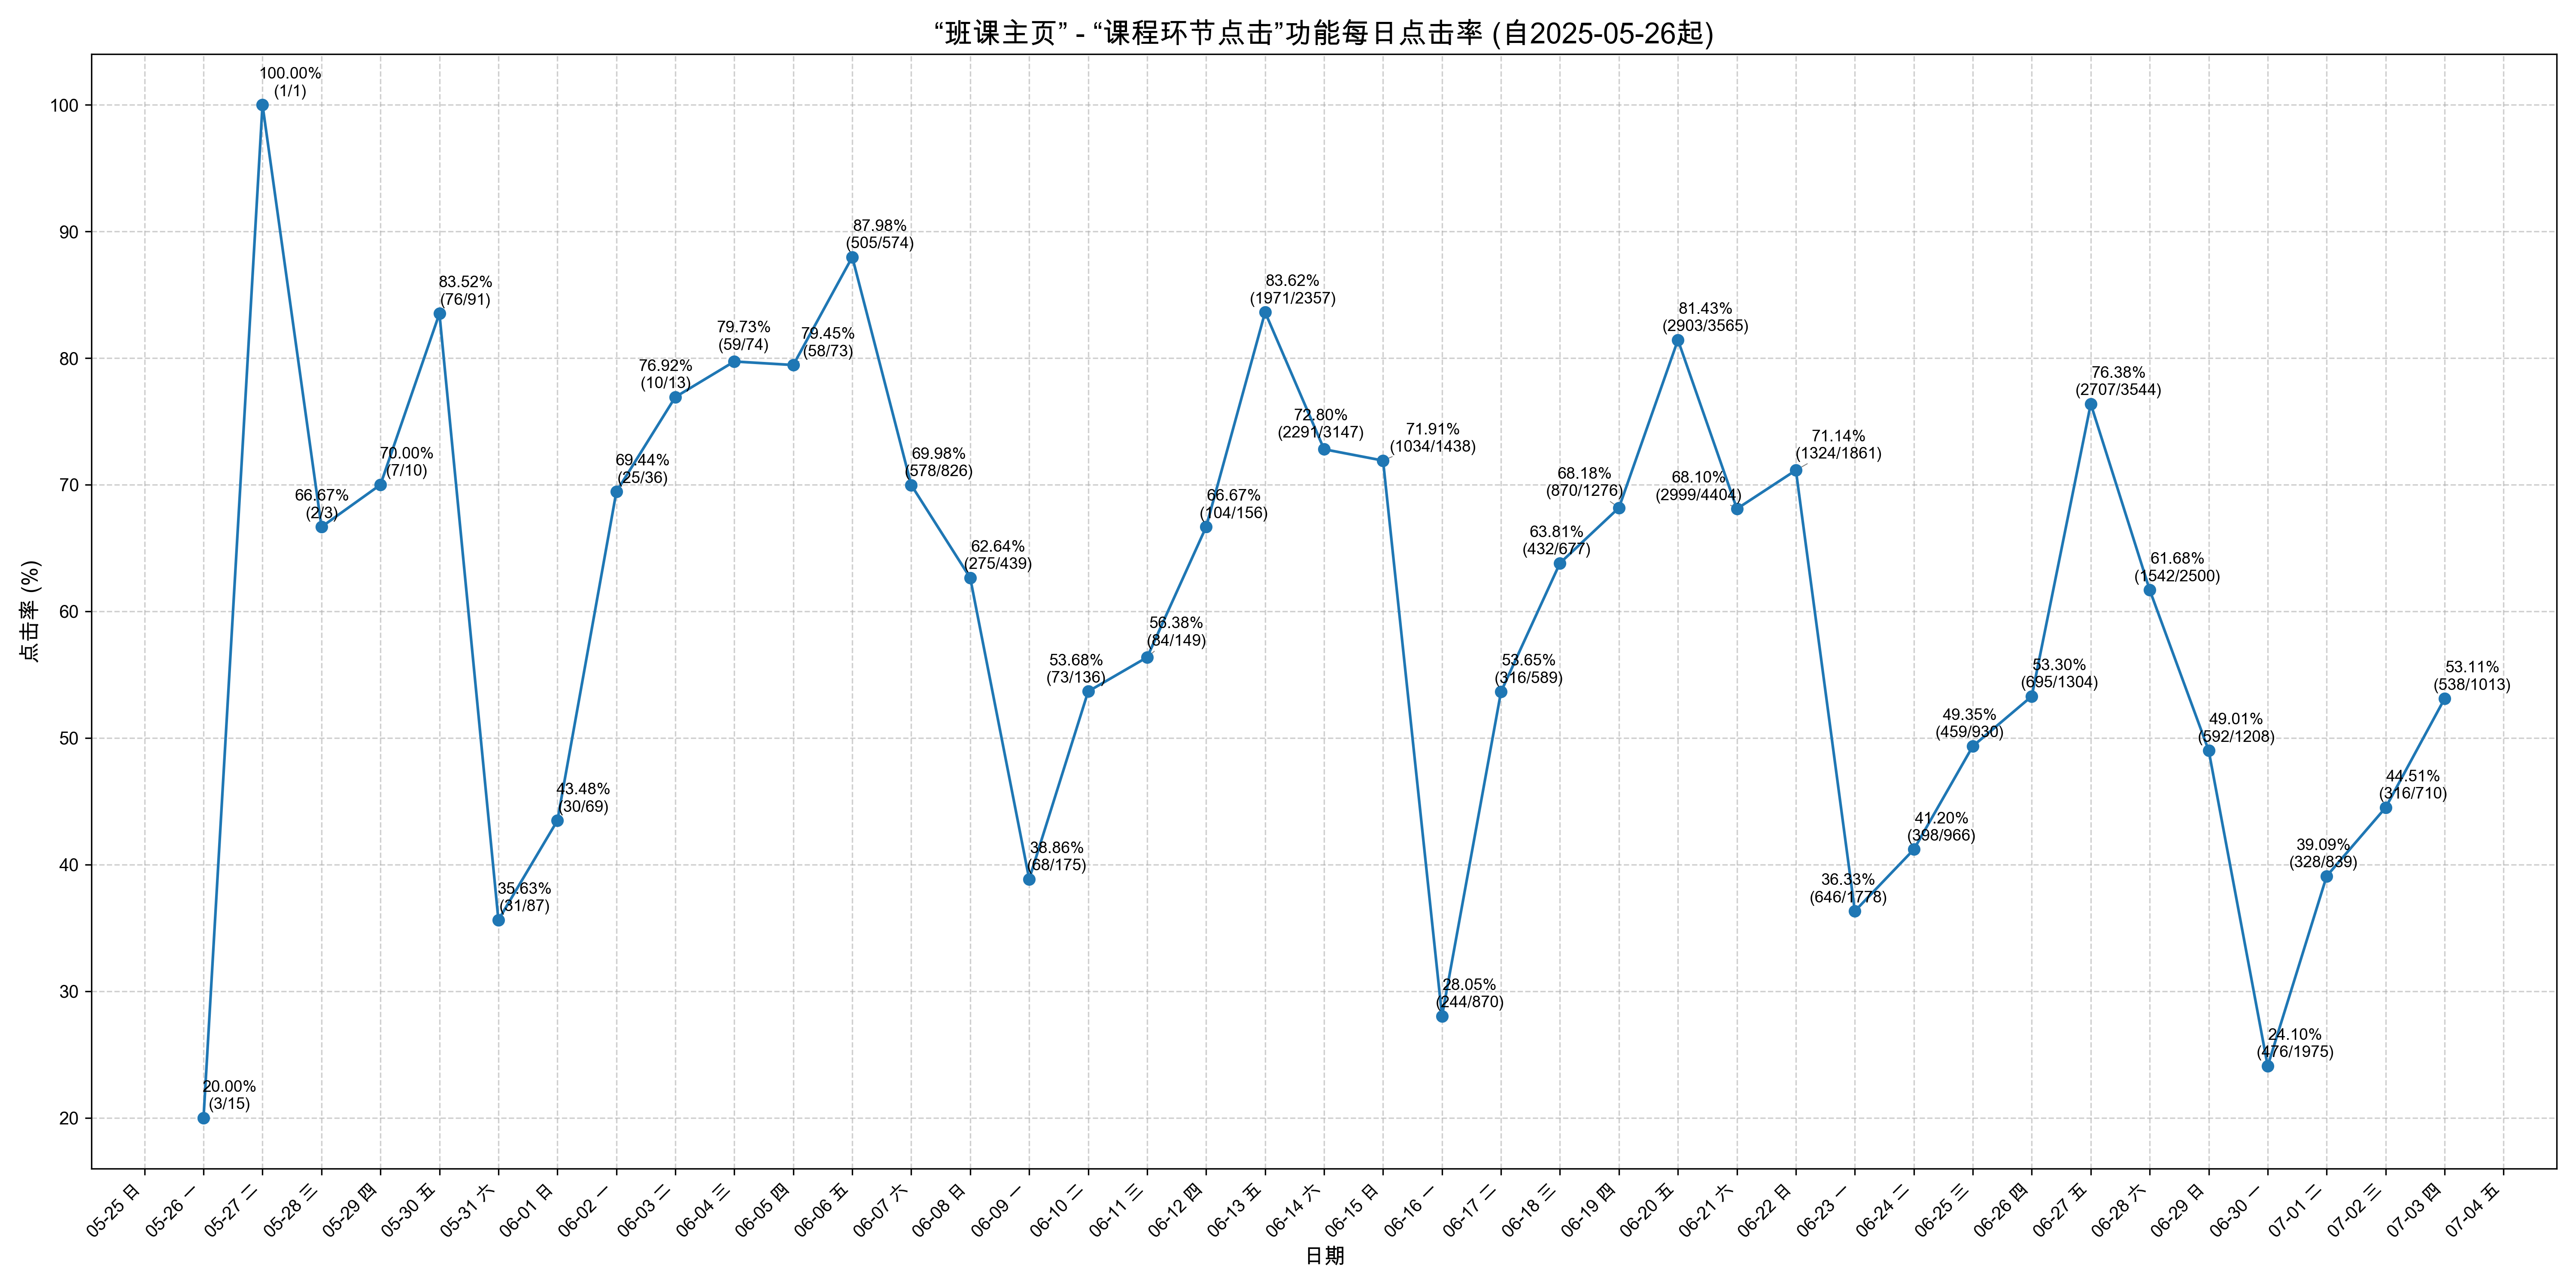 “班课主页” - “课程环节点击”功能每日点击率 (自2025-05-26起)
点击率 (%)
100
90
80
70
60
50
40
30
20
20.00%
(3/15)
100.00%
(1/1)
66.67%
(2/3)
70.00%
(7/10)
83.52%
(76/91)
35.63%
(31/87)
43.48%
(30/69)
69.44%
(25/36)
76.92%
(10/13)
79.73%
(59/74)
79.45%
(58/73)
87.98%
(505/574)
69.98%
(578/826)
62.64%
(275/439)
38.86%
(68/175)
53.68%
(73/136)
56.38%
(84/149)
66.67%
(104/156)
83.62%
(1971/2357)
72.80%
(2291/3147)
71.91%
(1034/1438)
28.05%
(244/870)
53.65%
(316/589)
63.81%
(432/677)
68.18%
(870/1276)
81.43%
(2903/3565)
68.10%
(2999/4404)
71.14%
(1324/1861)
36.33%
(646/1778)
41.20%
(398/966)
49.35%
(459/930)
53.30%
(695/1304)
76.38%
(2707/3544)
61.68%
(1542/2500)
49.01%
(592/1208)
24.10%
(476/1975)
39.09%
(328/839)
44.51%
(316/710)
53.11%
(538/1013)
05-25 日
05-26 一
05-27 二
05-28 三
05-29 四
05-30 五
05-31 六
06-01 日
06-02 一
06-03 二
06-04 三
06-05 四
06-06 五
06-07 六
06-08 日
06-09 一
06-10 二
06-11 三
06-12 四
06-13 五
06-14 六
06-15 日
06-16 一
06-17 二
06-18 三
06-19 四
06-20 五
06-21 六
06-22 日
06-23 一
06-24 二
06-25 三
06-26 四
06-27 五
06-28 六
06-29 日
06-30 一
07-01 二
07-02 三
07-03 四
07-04 五
日期